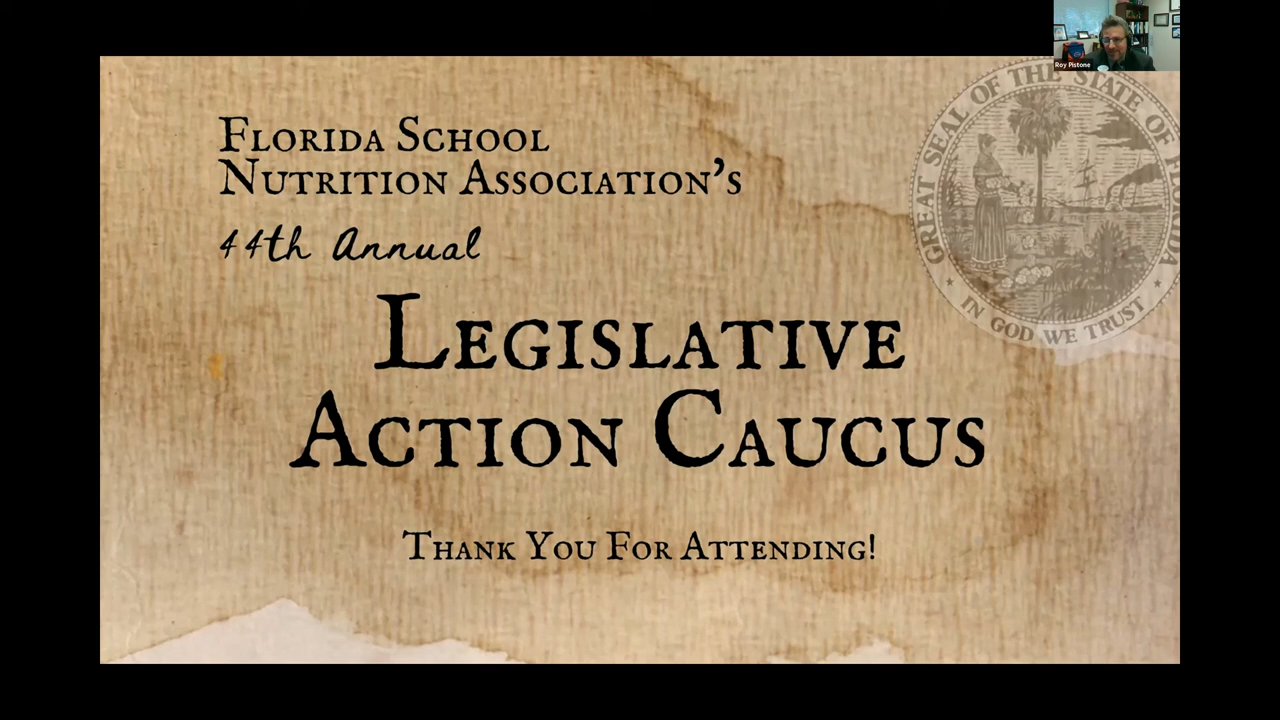 Roy Pistone
GREAT SEAL OF THE STATE OF FLORIDA
IN GOD WE TRUST
Florida School
Nutrition Association's
44th Annual
Legislative
Action Caucus
Thank You For Attending!